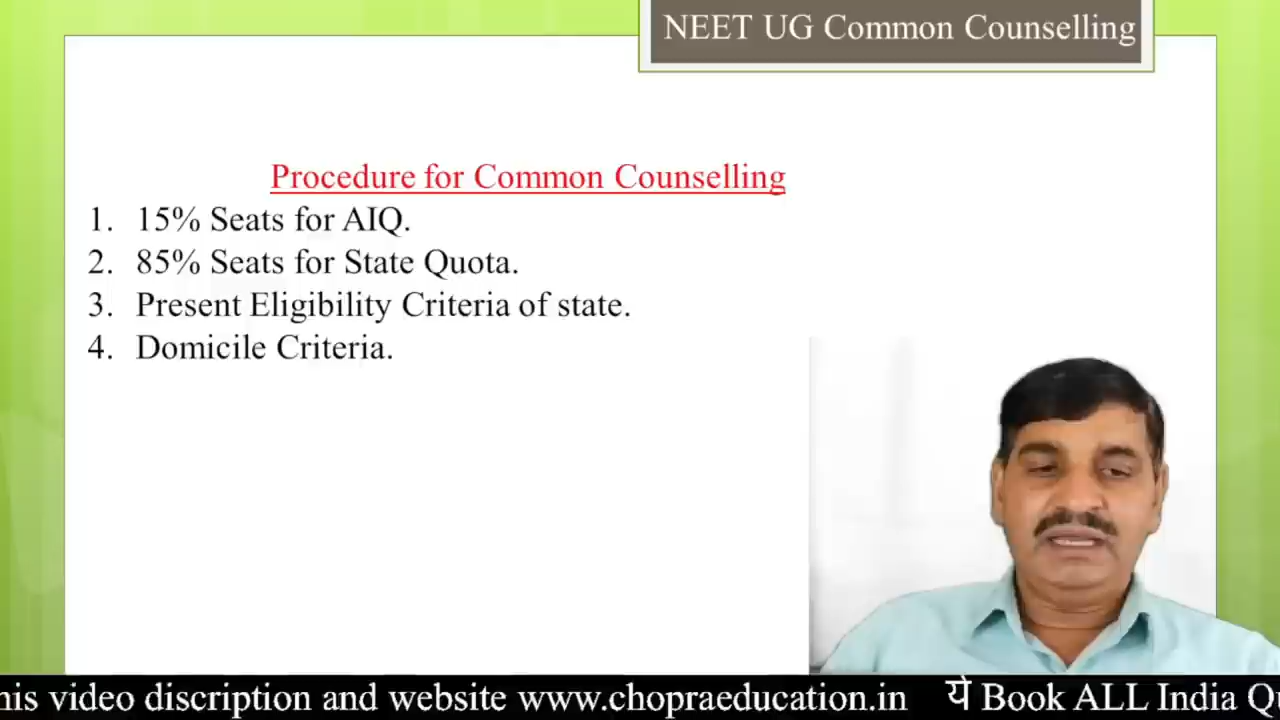 NEET UG Common Counselling
Procedure for Common Counselling
1. 15% Seats for AIQ.
2. 85% Seats for State Quota.
3. Present Eligibility Criteria of state.
4. Domicile Criteria.
video discription and website www.chopraeducation.in ये Book ALL India